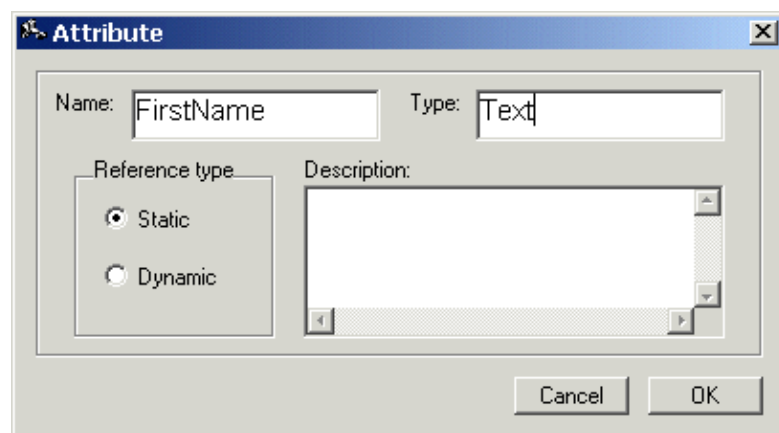 Attribute
Name: FirstName Type: Text
Reference type Description:
Static
Dynamic
Cancel OK